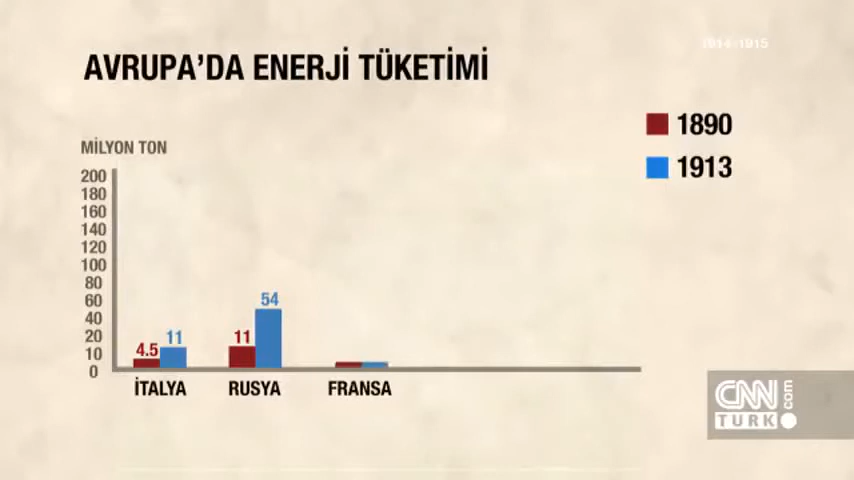 1914-1915
AVRUPA'DA ENERJİ TÜKETİMİ
1890
1913
MİLYON TON
200
180
160
140
120
100
80
60
40
20
10
0
4.5
11
11
54
İTALYA
RUSYA
FRANSA
CNN
TURK
.com